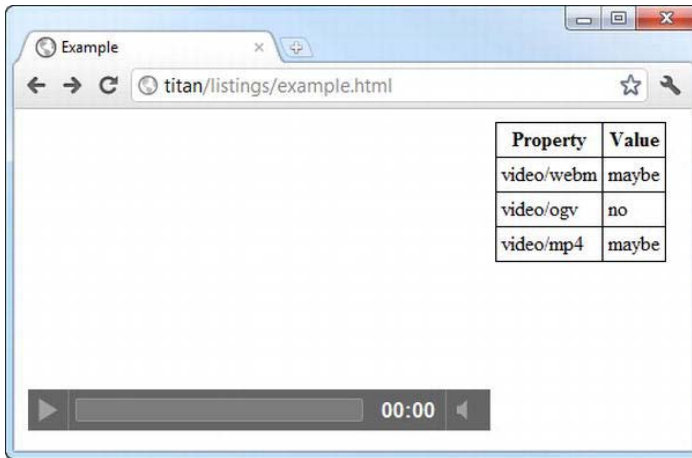 Example
titan/listings/example.html
Property Value
video/webm maybe
video/ogv no
video/mp4 maybe
00:00